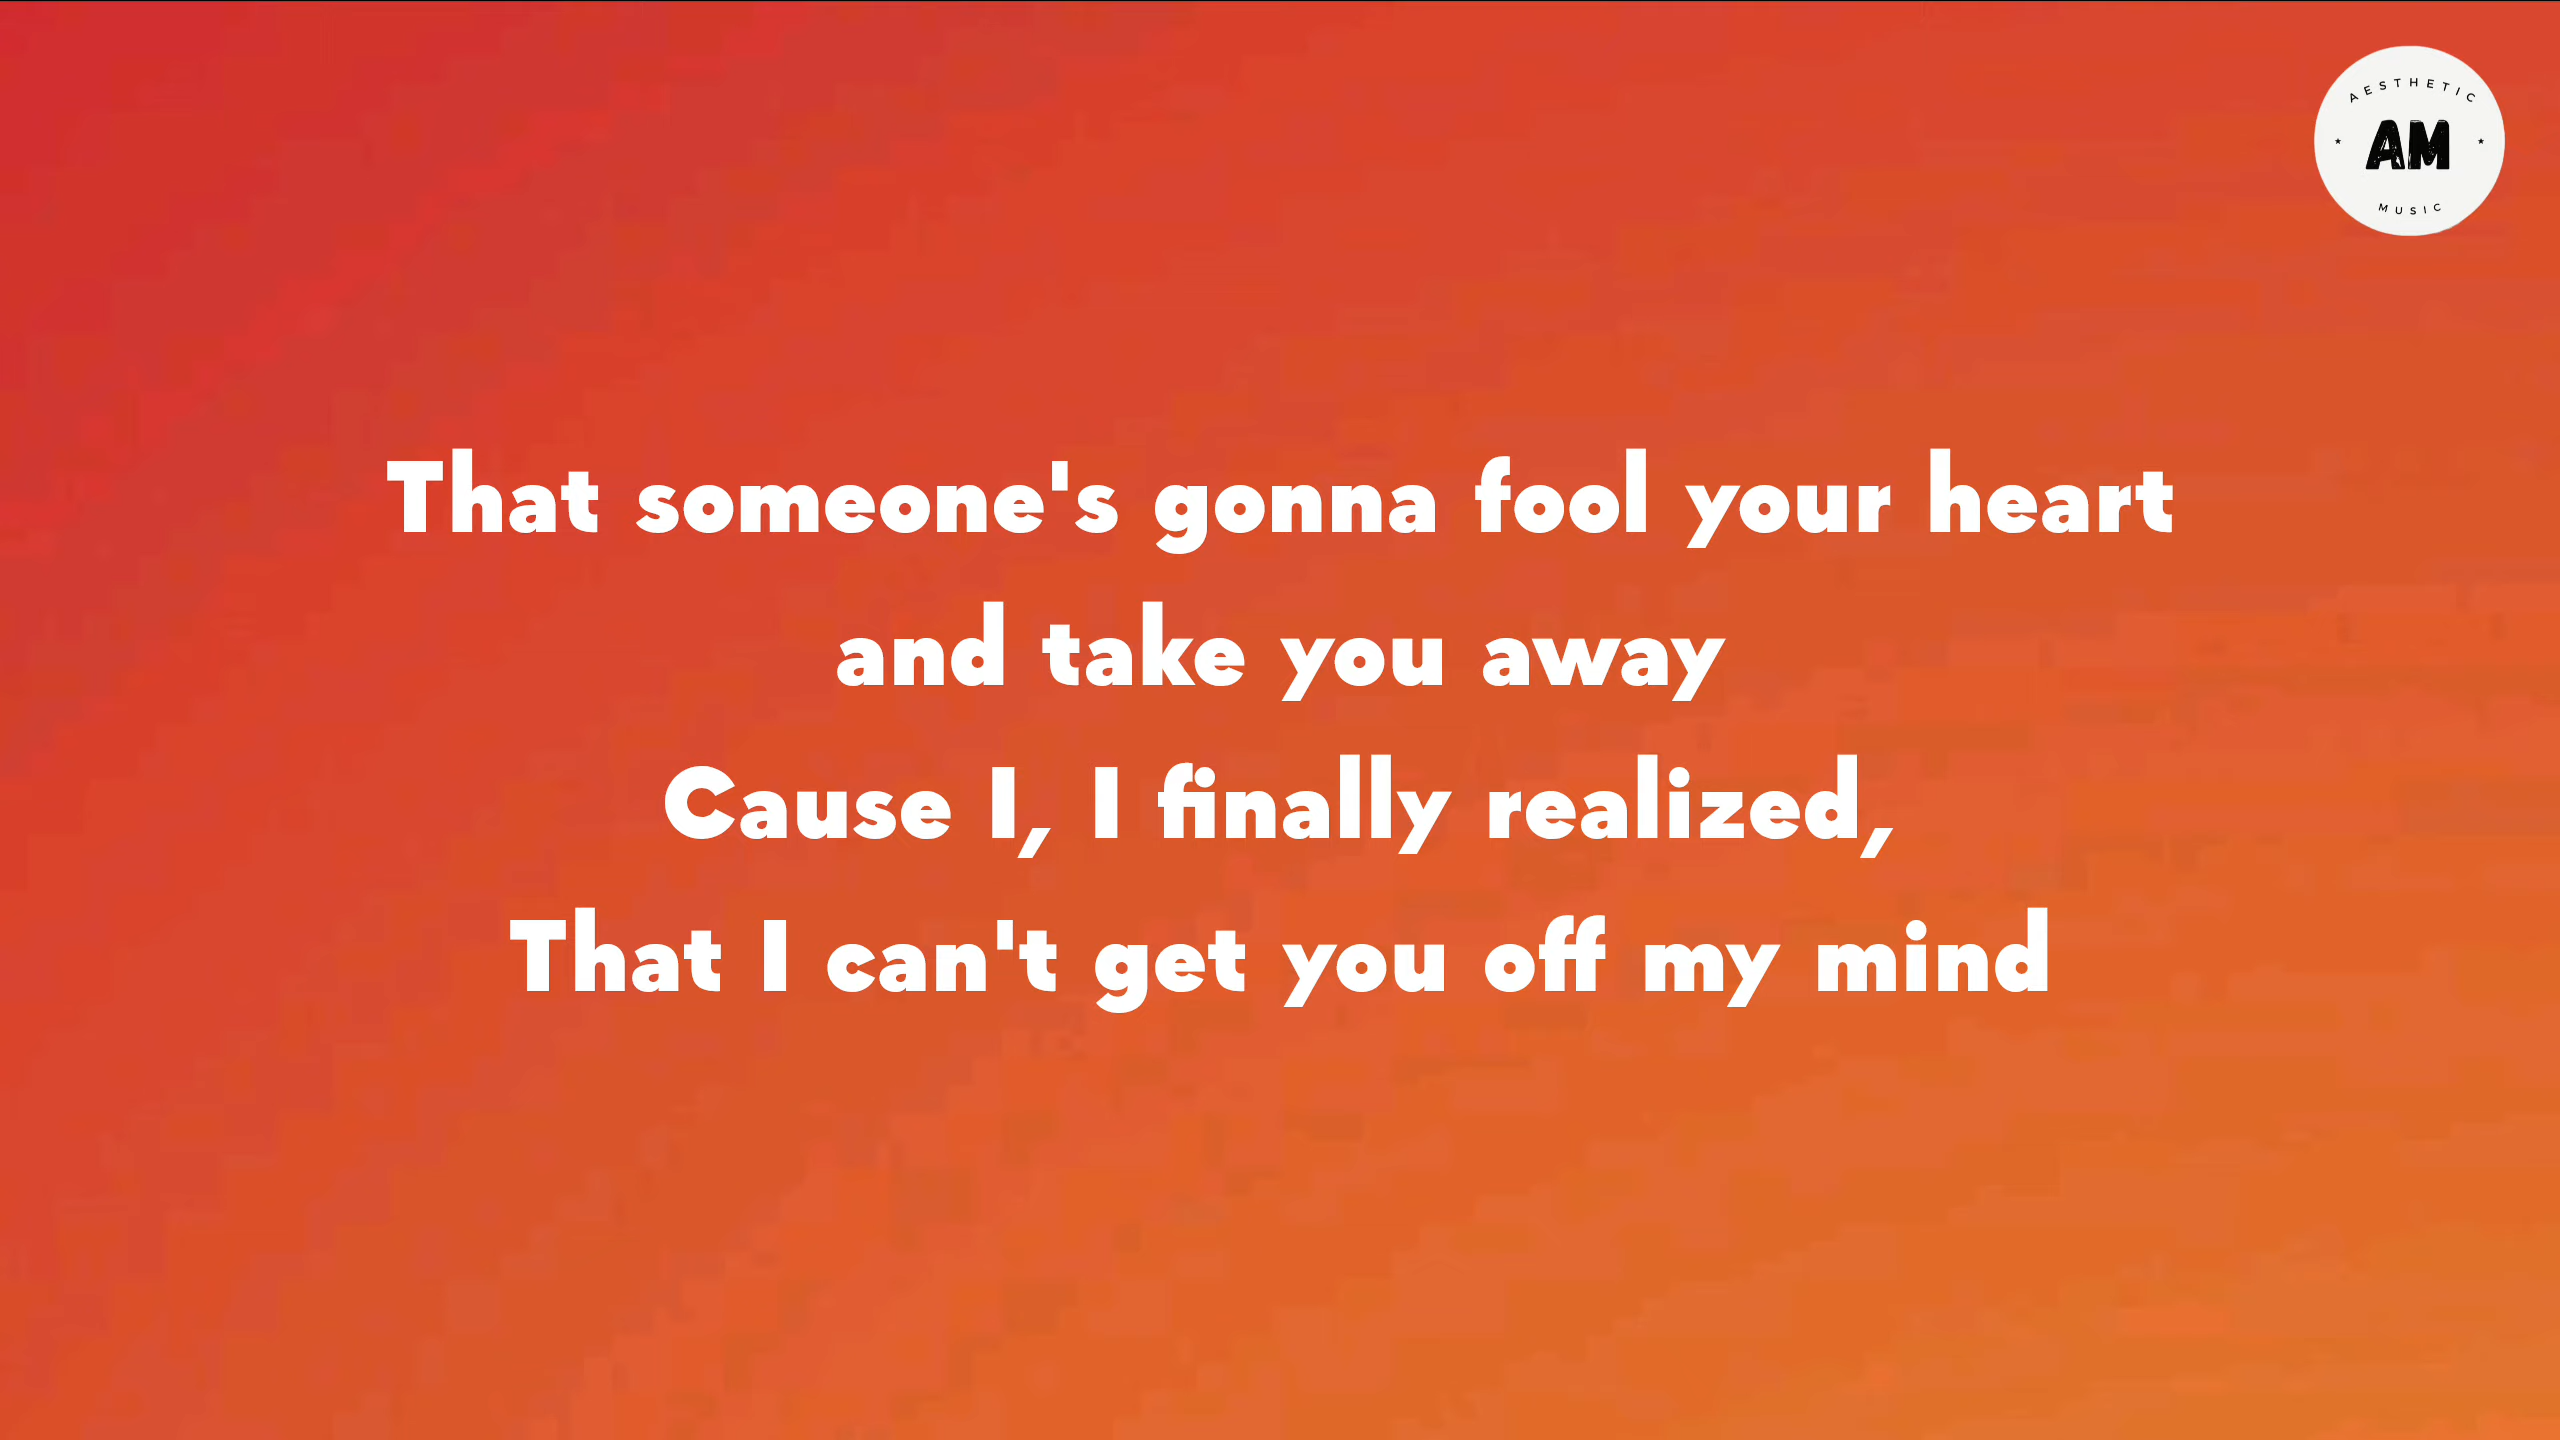 AESTHETIC
AM
MUSIC
That someone's gonna fool your heart
and take you away
Cause I, I finally realized,
That I can't get you off my mind